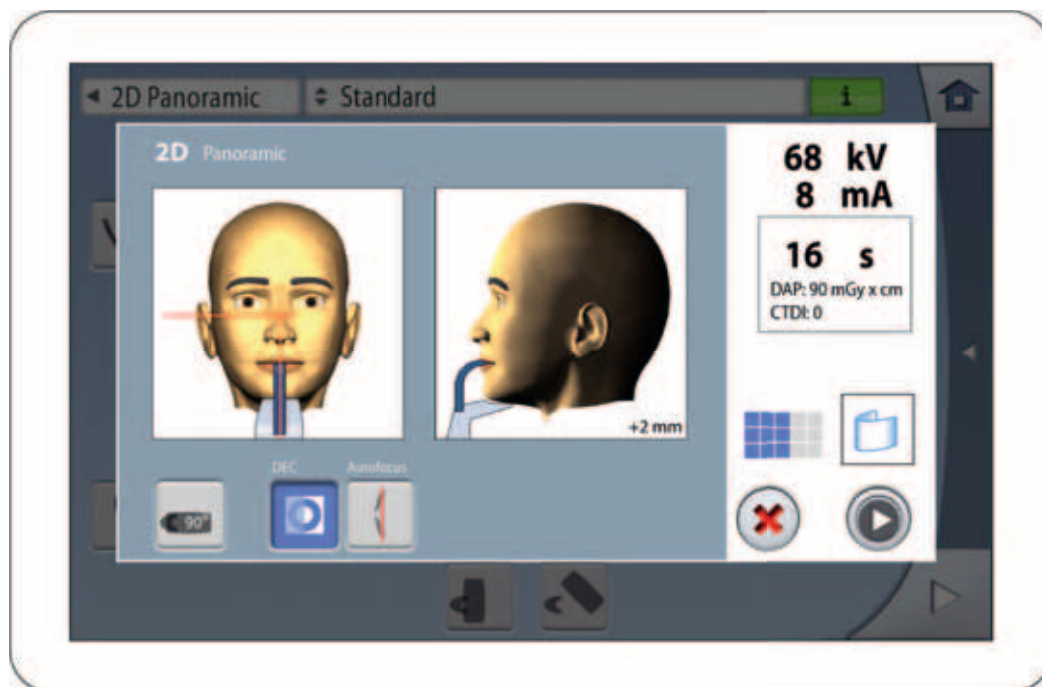 2D Panoramic
Standard
i
2D Panoramic
68 kV
8 mA
16 s
DAP: 90 mGy x cm
CTDI: 0
+2 mm
DEC
Autofocus
90°